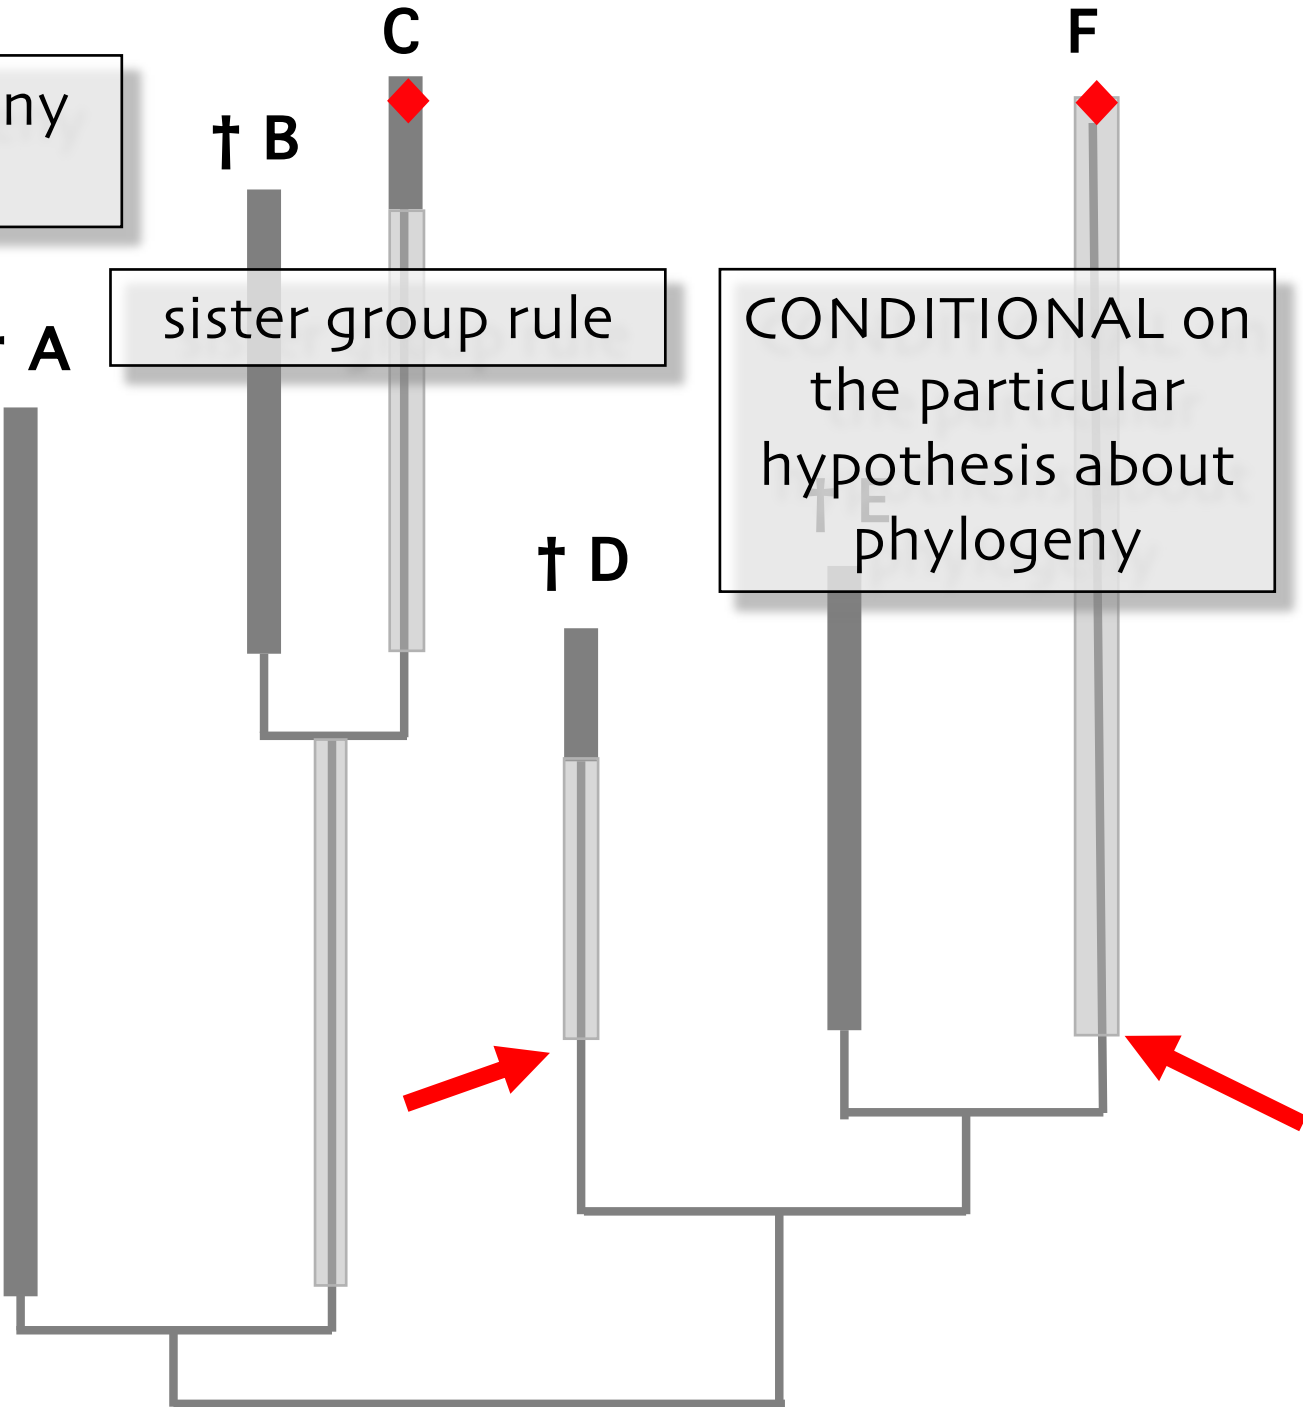 C
F
ny
† B
sister group rule
CONDITIONAL on
the particular
hypothesis about
phylogeny
A
† E
† D